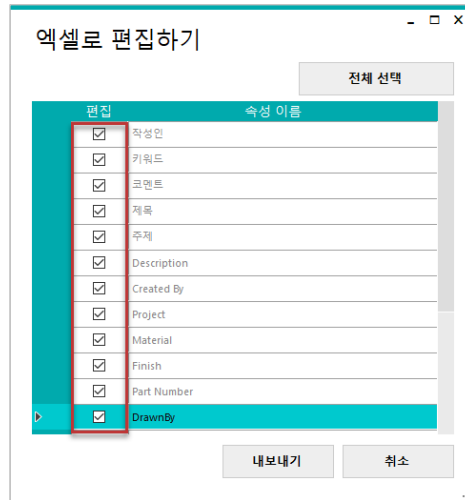 엑셀로 편집하기
전체 선택
편집 속성 이름
작성인
키워드
코멘트
제목
주제
Description
Created By
Project
Material
Finish
Part Number
DrawnBy
내보내기 취소